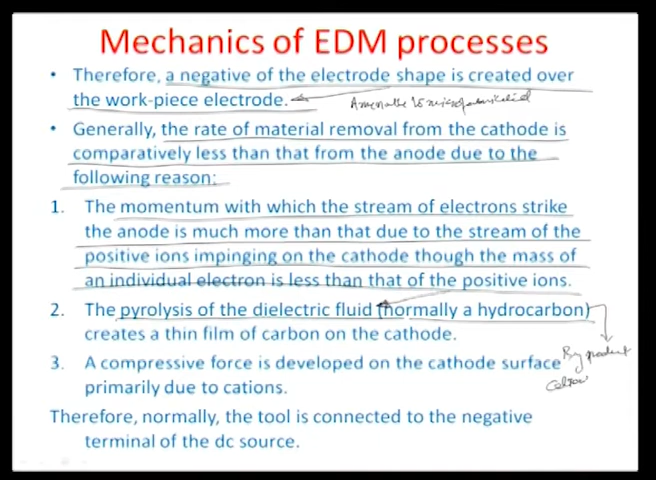 Mechanics of EDM processes
• Therefore, a negative of the electrode shape is created over
the work-piece electrode.
• Generally, the rate of material removal from the cathode is
comparatively less than that from the anode due to the
following reason:
1. The momentum with which the stream of electrons strike
the anode is much more than that due to the stream of the
positive ions impinging on the cathode though the mass of
an individual electron is less than that of the positive ions.
2. The pyrolysis of the dielectric fluid (normally a hydrocarbon)
creates a thin film of carbon on the cathode.
3. A compressive force is developed on the cathode surface
By product
primarily due to cations.
Therefore, normally, the tool is connected to the negative
terminal of the dc source.